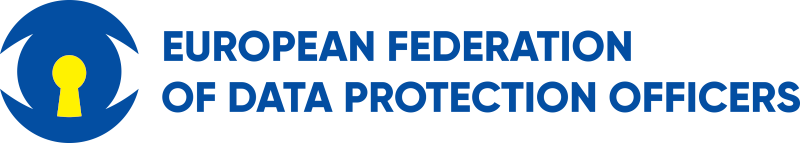 EUROPEAN FEDERATION
OF DATA PROTECTION OFFICERS